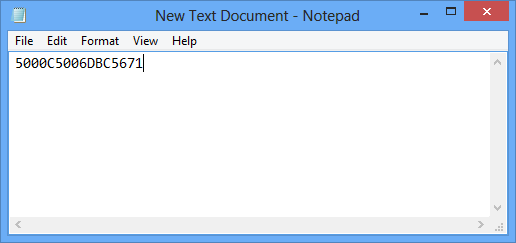 New Text Document - Notepad
File Edit Format View Help
5000C5006DBC5671